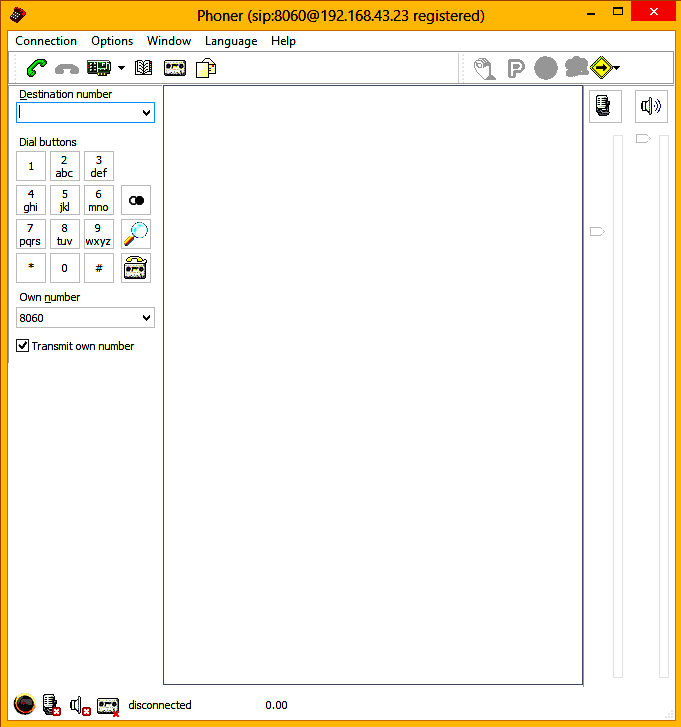 Phoner (sip:8060@192.168.43.23 registered)
Connection Options Window Language Help
P
Destination number
Dial buttons
1 2 abc 3 def
4 ghi 5 jkl 6 mno
7 pqrs 8 tuv 9 wxyz
* 0 #
Own number
8060
Transmit own number
disconnected 0.00